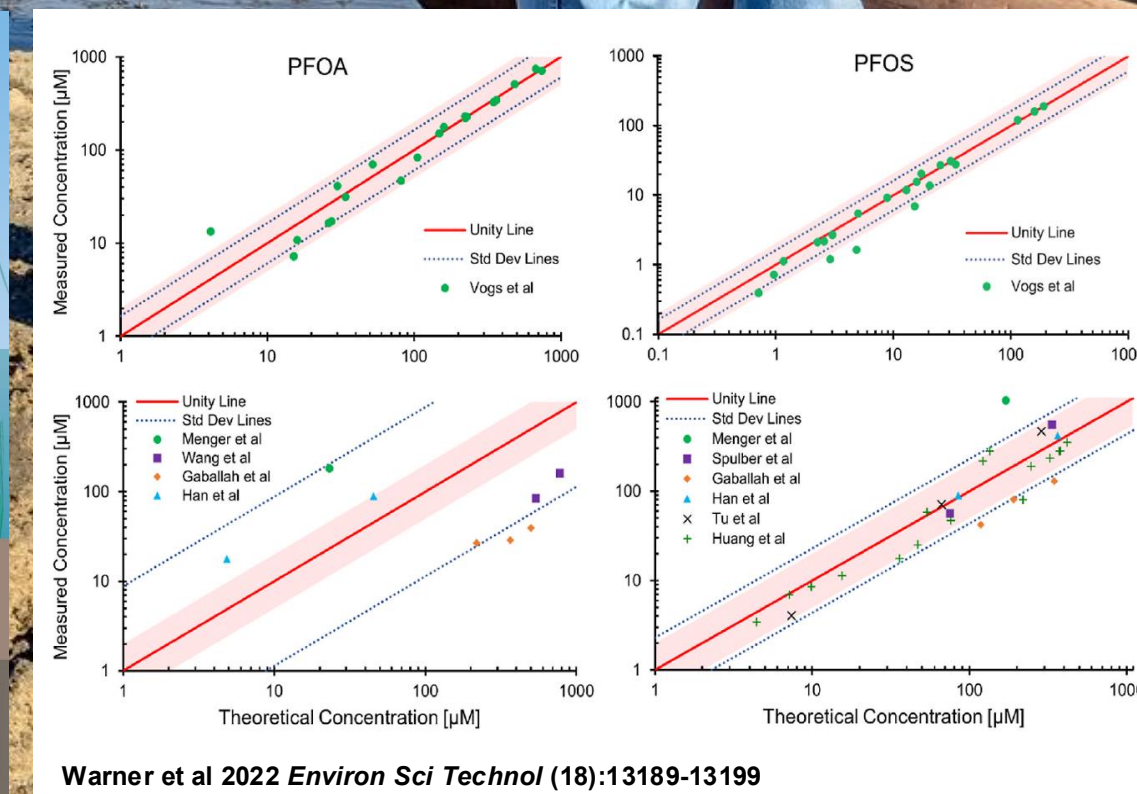 PFOA
Measured Concentration [µM]
1000
100
10
1
1
10
100
1000
Unity Line
Std Dev Lines
Vogs et al
PFOS
1000
100
10
1
0.1
0.1
1
10
100
1000
Unity Line
Std Dev Lines
Vogs et al
Measured Concentration [µM]
1000
100
10
1
1
10
100
1000
Unity Line
Std Dev Lines
Menger et al
Wang et al
Gaballah et al
Han et al
Theoretical Concentration [µM]
1000
100
10
1
1
10
100
1000
Unity Line
Std Dev Lines
Menger et al
Spulber et al
Gaballah et al
Han et al
Tu et al
Huang et al
Theoretical Concentration [µM]
Warner et al 2022 Environ Sci Technol (18):13189-13199